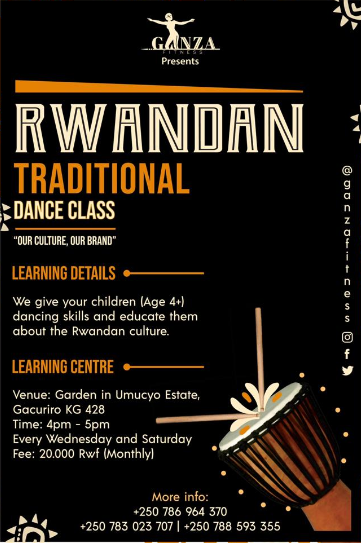 GANZA
FITNESS
Presents
RWANDAN
TRADITIONAL
DANCE CLASS
"OUR CULTURE, OUR BRAND"
LEARNING DETAILS
We give your children (Age 4+)
dancing skills and educate them
about the Rwandan culture.
LEARNING CENTRE
Venue: Garden in Umucyo Estate,
Gacuriro KG 428
Time: 4pm - 5pm
Every Wednesday and Saturday
Fee: 20.000 Rwf (Monthly)
More info:
+250 786 964 370
+250 783 023 707 | +250 788 593 355
@ganzafitness